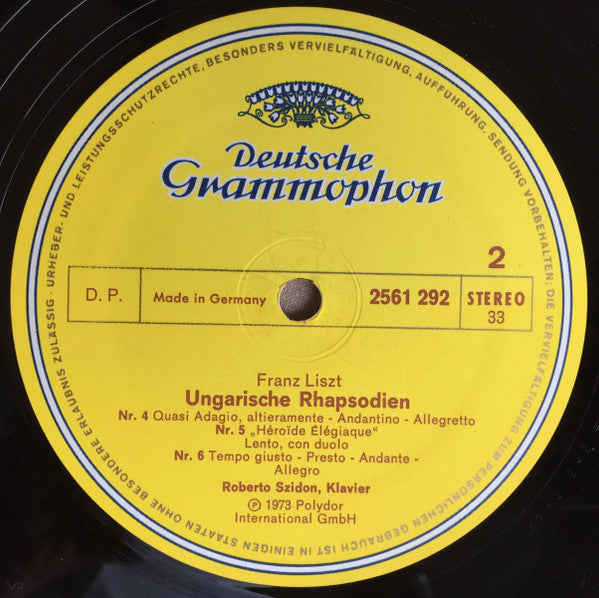 URHEBER- UND LEISTUNGSSCHUTZRECHTE, BESONDERS VERVIELFÄLTIGUNG, AUFFÜHRUNG, SENDUNG VORBEHALTEN; DIE VERVIELFÄLTIGUNG ZUM PERSÖNLICHEN GEBRAUCH IST IN EINIGEN STAATEN OHNE BESONDERE ERLAUBNIS ZULÄSSIG ·
Deutsche
Grammophon
2
D. P. Made in Germany 2561 292 STEREO
33
Franz Liszt
Ungarische Rhapsodien
Nr. 4 Quasi Adagio, altieramente - Andantino - Allegretto
Nr. 5 „Héroïde Élégiaque“
Lento, con duolo
Nr. 6 Tempo giusto - Presto - Andante -
Allegro
Roberto Szidon, Klavier
℗ 1973 Polydor
International GmbH